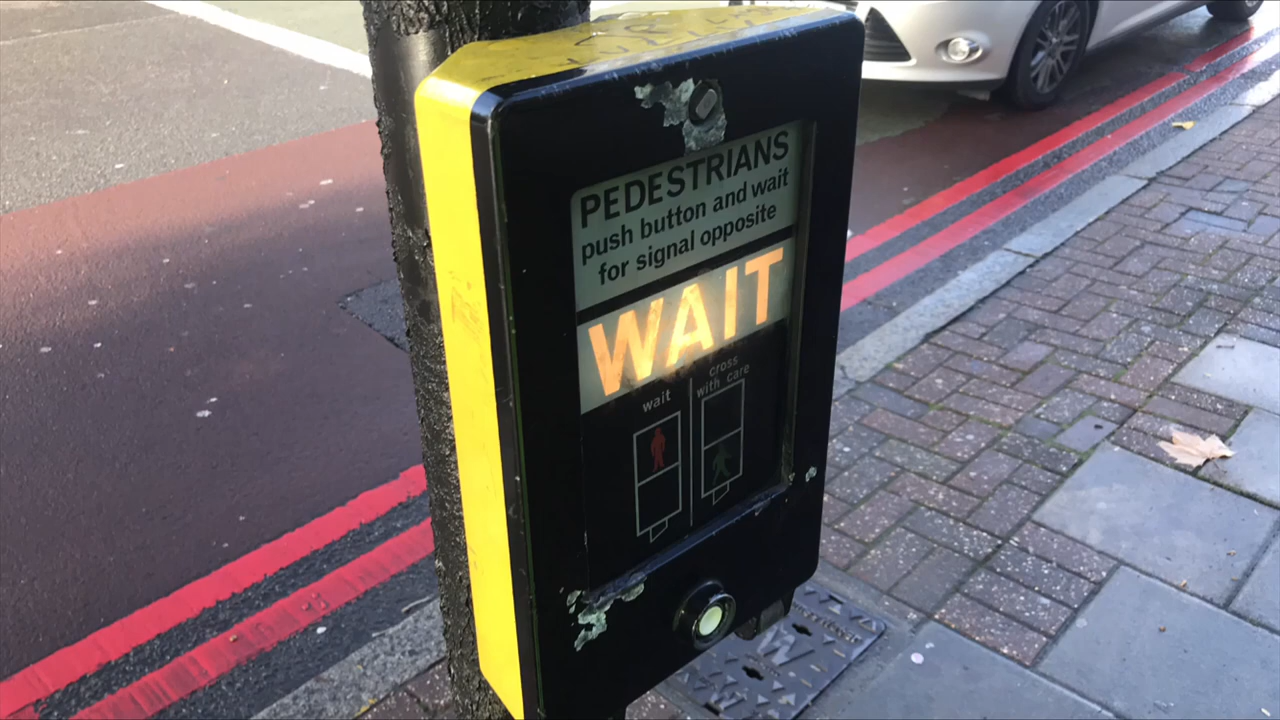 PEDESTRIANS
push button and wait
for signal opposite
WAIT
wait
cross
with care